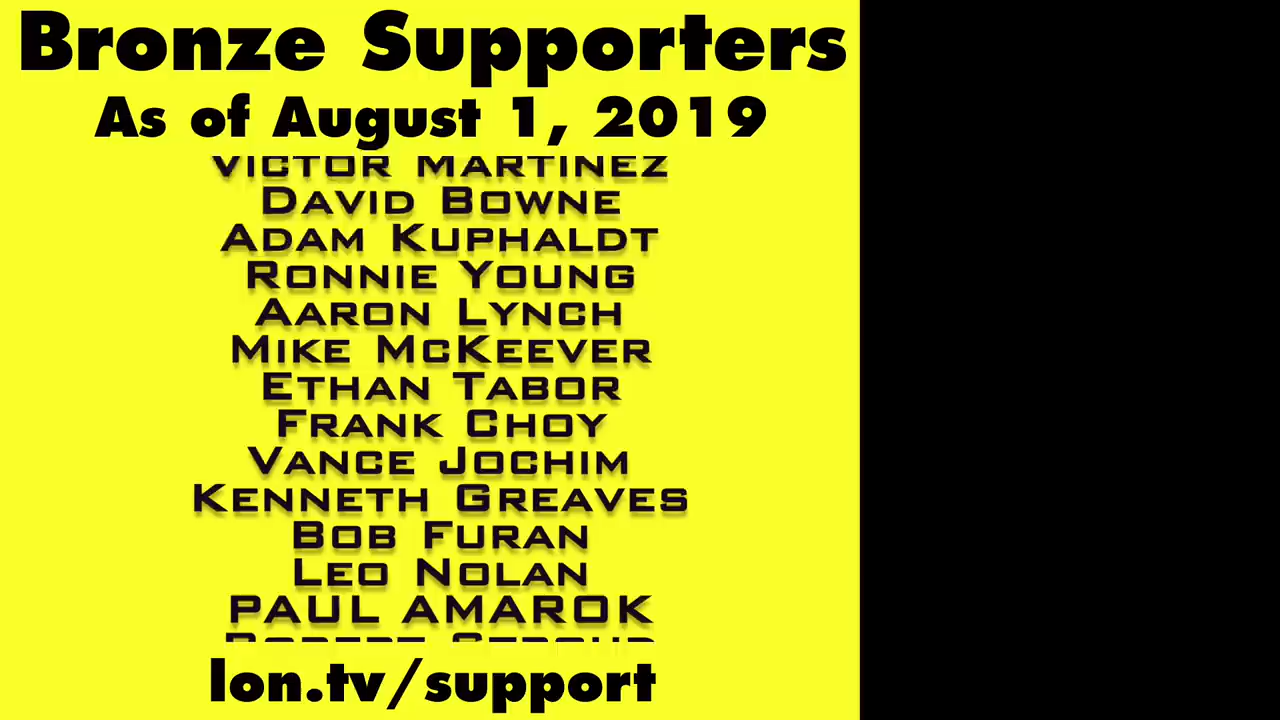 Bronze Supporters
As of August 1, 2019
Victor Martinez
David Bowne
Adam Kuphaldt
Ronnie Young
Aaron Lynch
Mike McKeever
Ethan Tabor
Frank Choy
Vance Jochim
Kenneth Greaves
Bob Furan
Leo Nolan
PAUL AMAROK
lon.tv/support